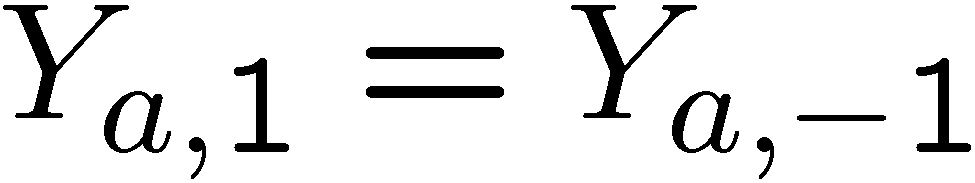 Y_{a,1} = Y_{a,-1}